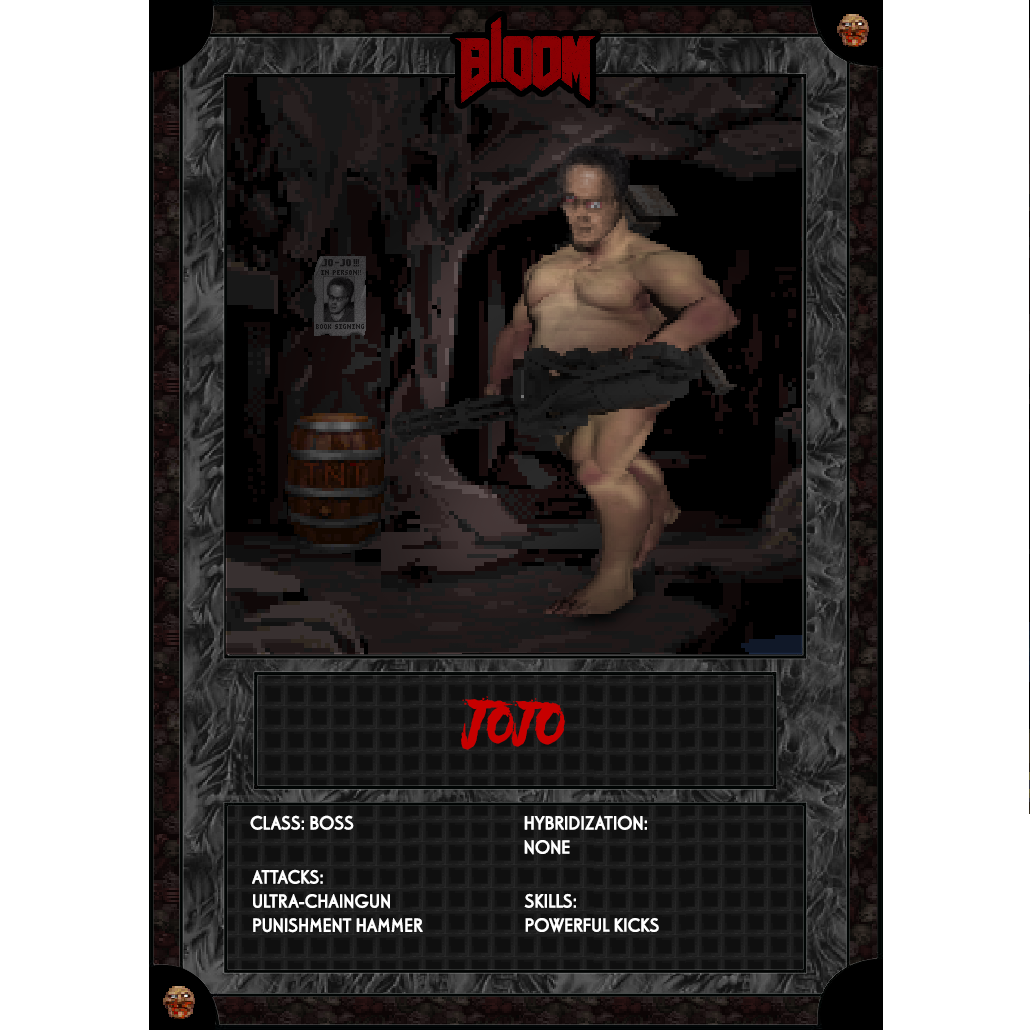 BLOOM
JO-JO!!!
IN PERSON!!
BOOK SIGNING
TNT
JOJO
CLASS: BOSS
ATTACKS:
ULTRA-CHAINGUN
PUNISHMENT HAMMER
HYBRIDIZATION:
NONE
SKILLS:
POWERFUL KICKS